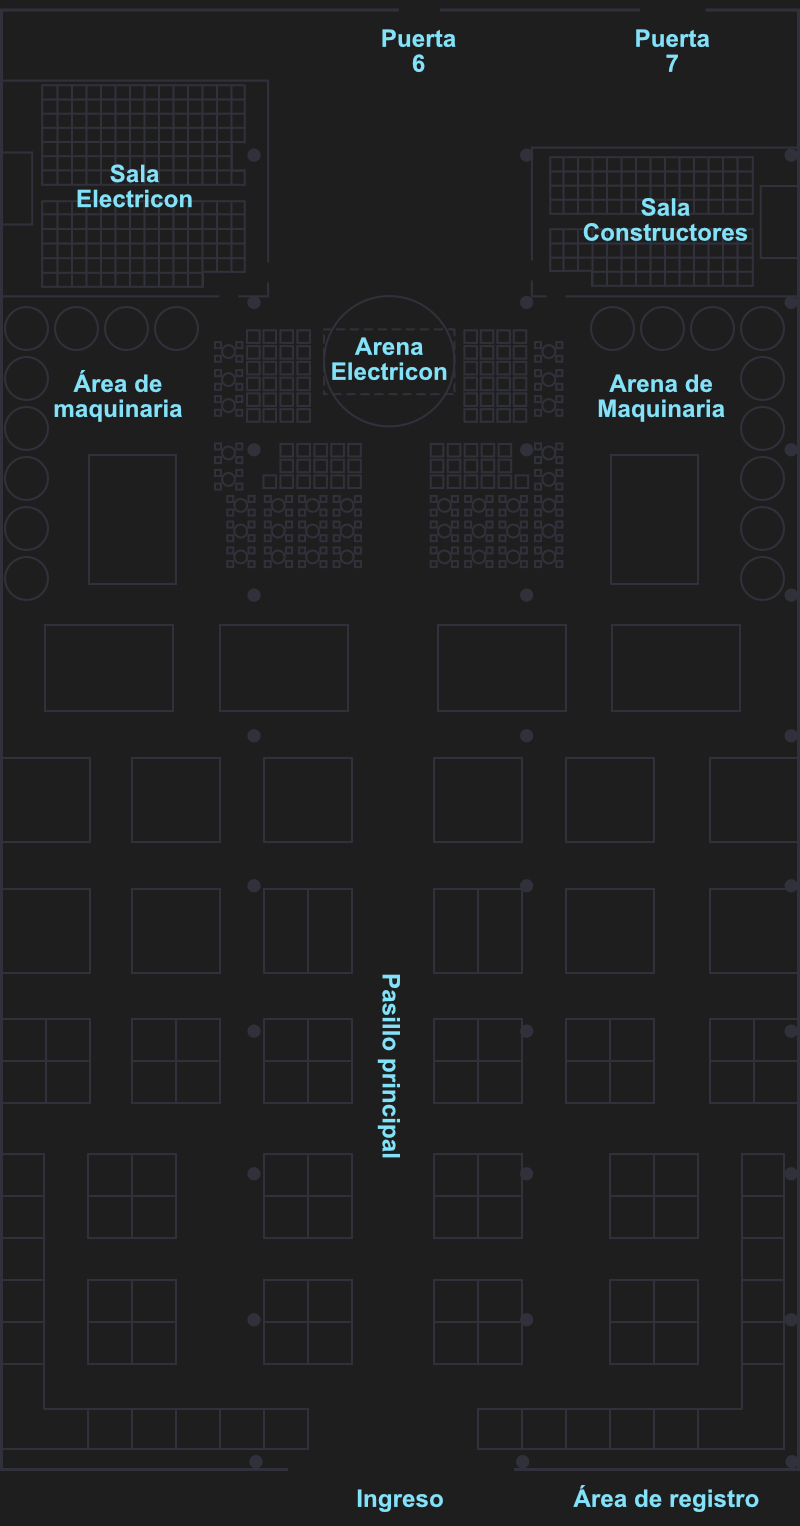 Puerta
6
Puerta
7
Sala
Electricon
Sala
Constructores
Arena
Electricon
Área de
maquinaria
Arena de
Maquinaria
Pasillo principal
Ingreso
Área de registro